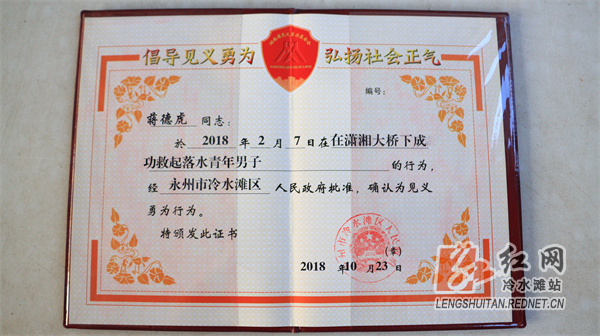 倡导见义勇为 弘扬社会正气
编号:
蒋德虎 同志:
於 2018 年 2 月 7 日在 在潇湘大桥下成
功救起落水青年男子 的行为,
经 永州市冷水滩区 人民政府批准,确认为见义
勇为行为。
特颁发此证书
(章)
2018 年 10 月 23 日
红网
冷水滩站
LENGSHUITAN.REDNET.CN